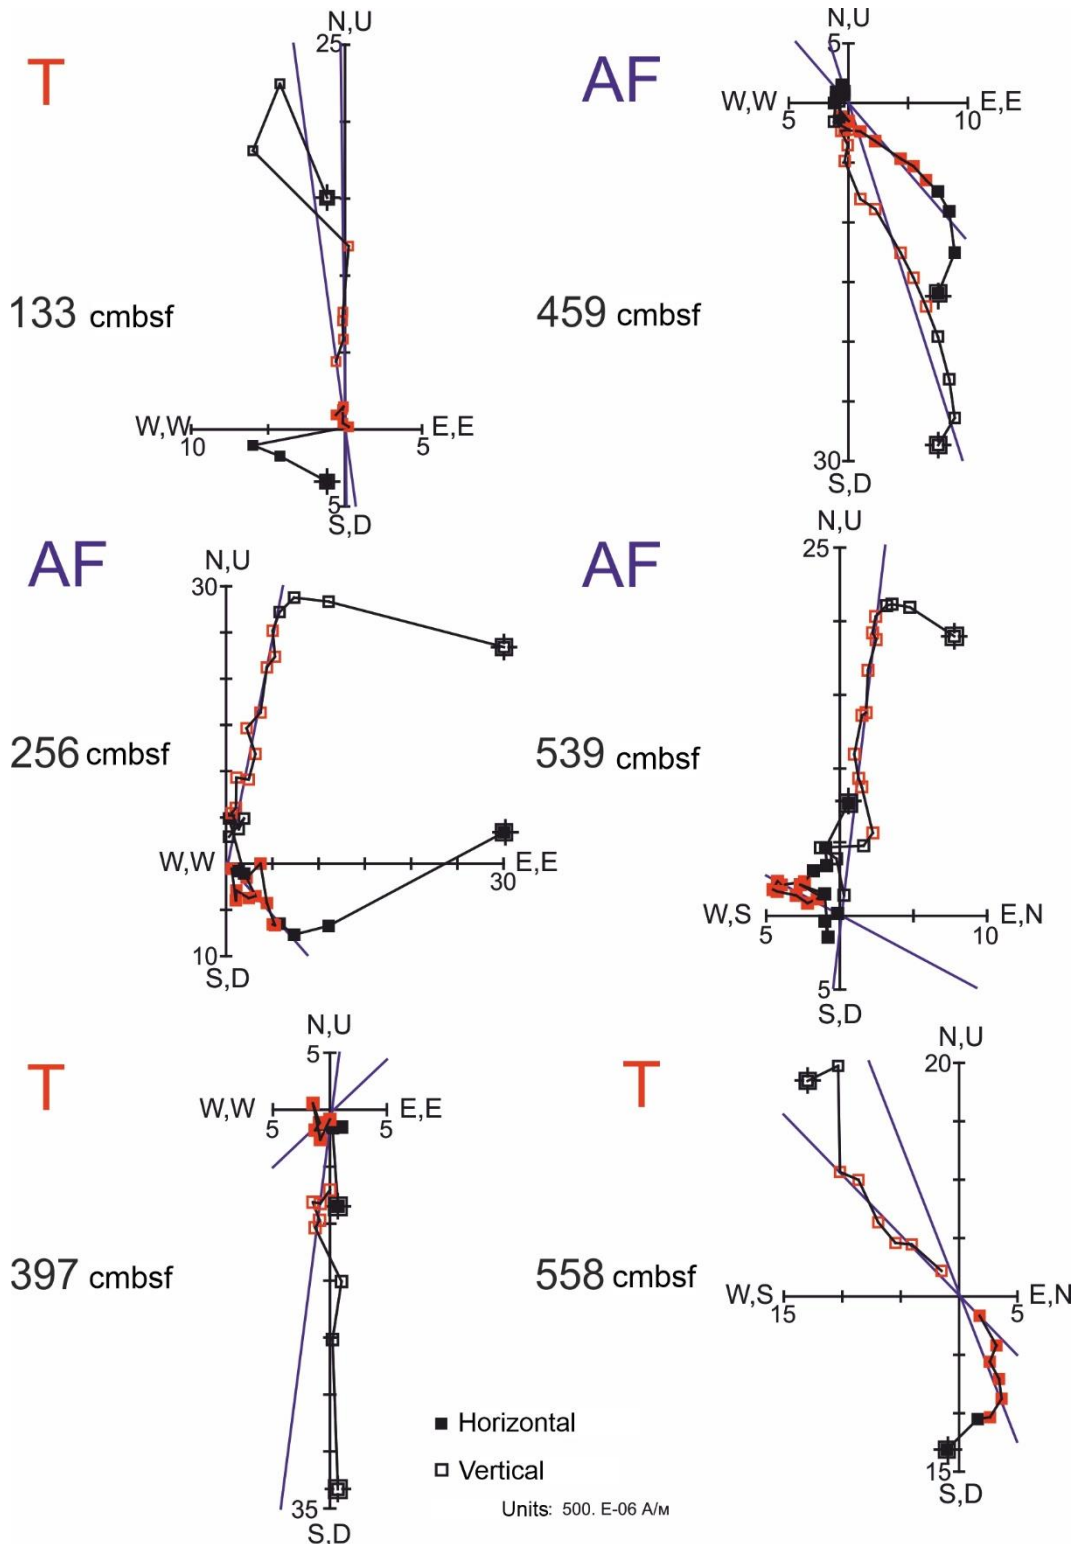 T
N,U
25
133 cmbsf
W,W
10
E,E
5
5
S,D
AF
N,U
5
W,W
5
E,E
10
459 cmbsf
30
S,D
AF
N,U
30
256 cmbsf
W,W
E,E
30
10
S,D
AF
N,U
25
539 cmbsf
W,S
5
E,N
10
5
S,D
T
N,U
5
W,W
5
E,E
5
397 cmbsf
35
S,D
T
N,U
20
558 cmbsf
W,S
15
E,N
5
15
S,D
Horizontal
Vertical
Units: 500. E-06 A/м